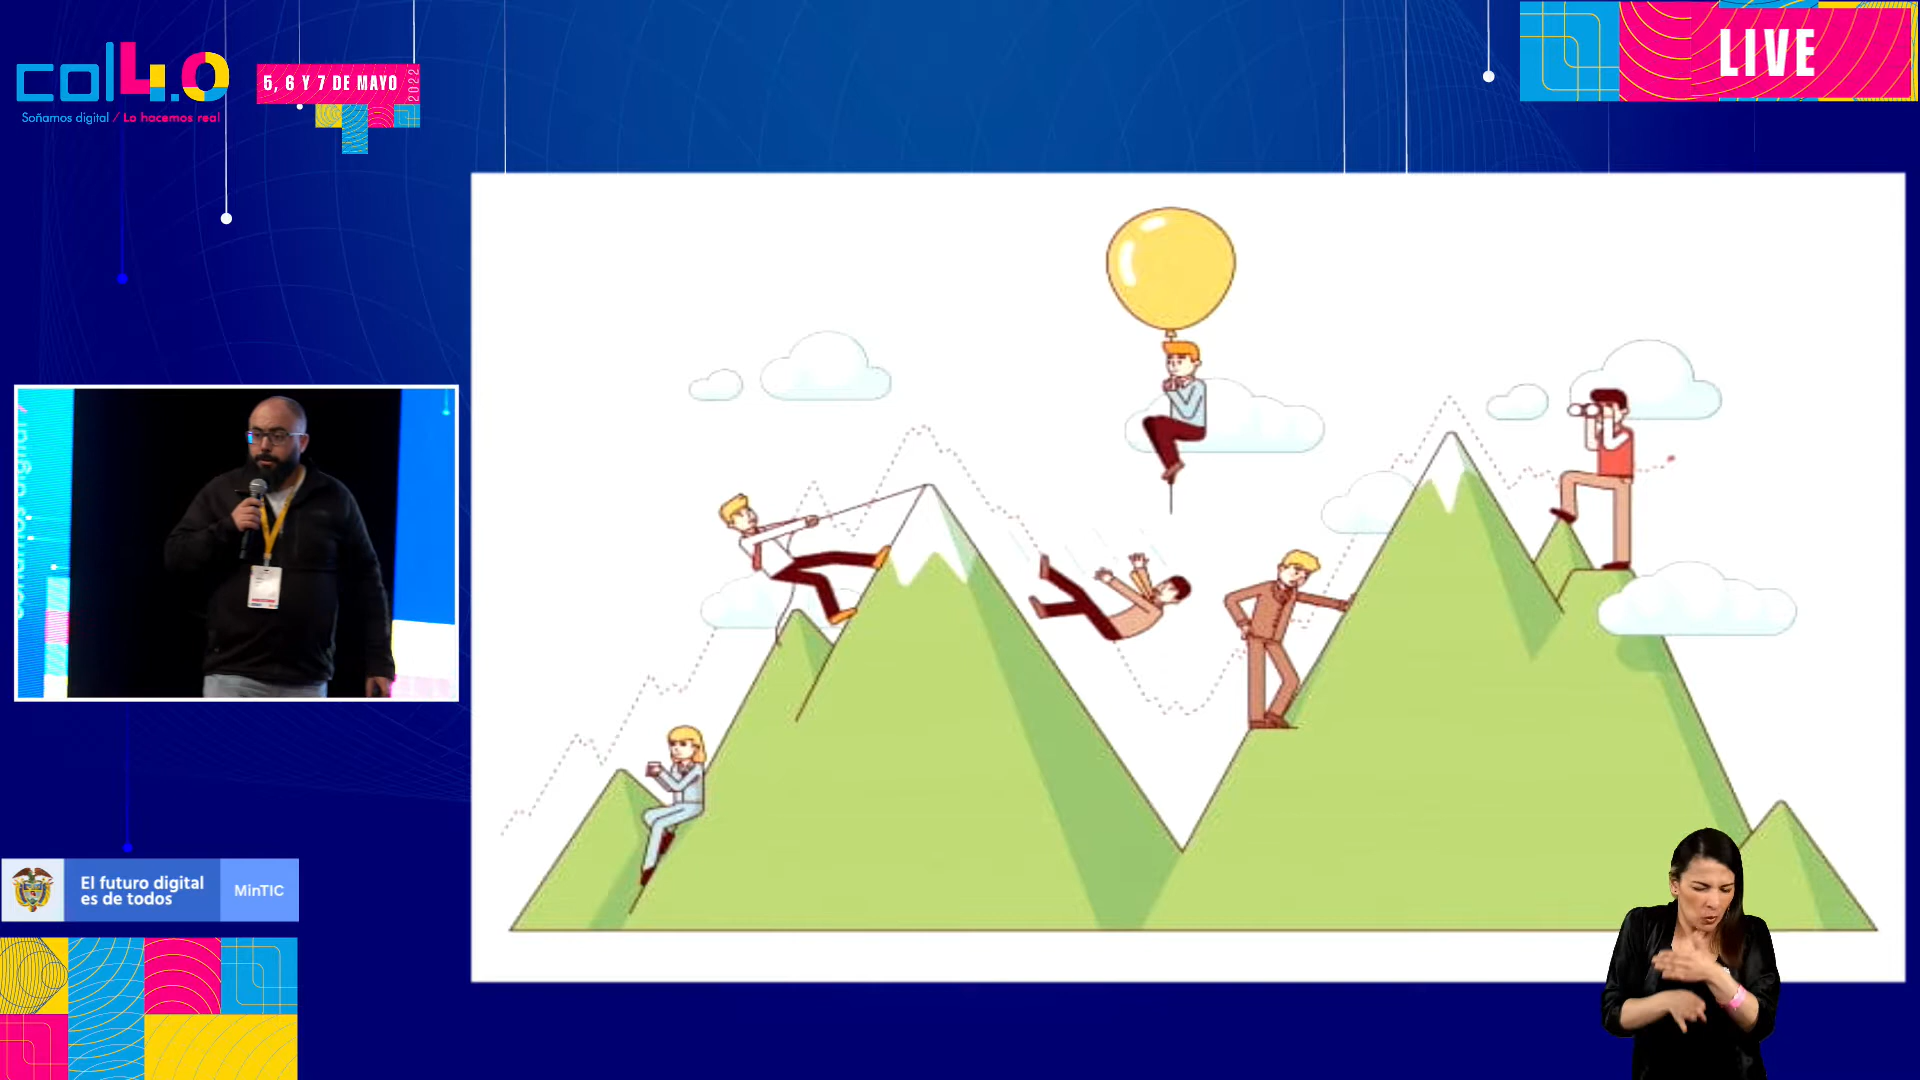 col4.0
Soñamos digital / Lo hacemos real
5, 6 Y 7 DE MAYO
2022
LIVE
El futuro digital
es de todos
MinTIC